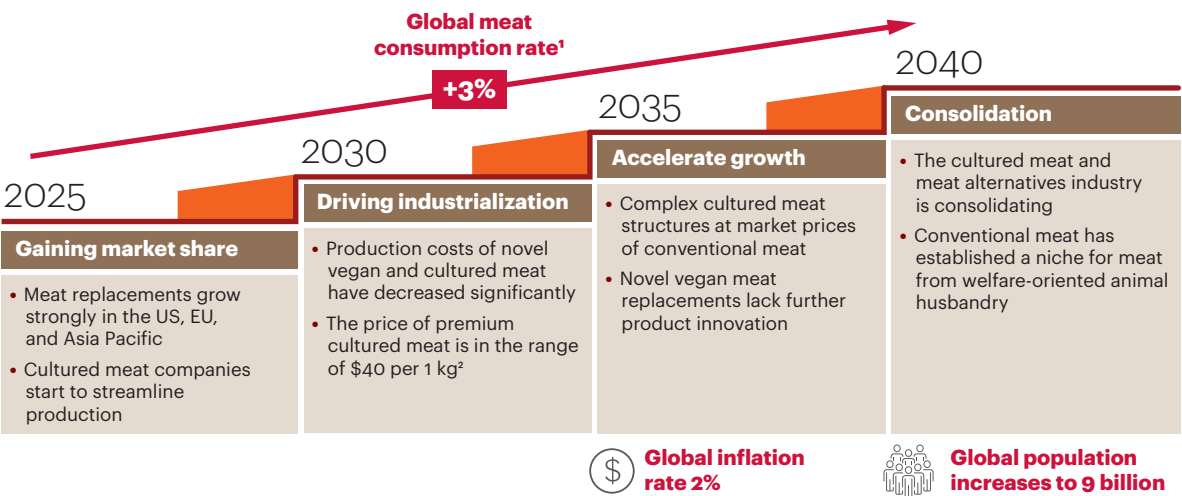 Global meat
consumption rate¹
+3%
2025
Gaining market share
• Meat replacements grow
strongly in the US, EU,
and Asia Pacific
• Cultured meat companies
start to streamline
production
2030
Driving industrialization
• Production costs of novel
vegan and cultured meat
have decreased significantly
• The price of premium
cultured meat is in the range
of $40 per 1 kg²
2035
Accelerate growth
• Complex cultured meat
structures at market prices
of conventional meat
• Novel vegan meat
replacements lack further
product innovation
2040
Consolidation
• The cultured meat and
meat alternatives industry
is consolidating
• Conventional meat has
established a niche for meat
from welfare-oriented animal
husbandry
$
Global inflation
rate 2%
Global population
increases to 9 billion